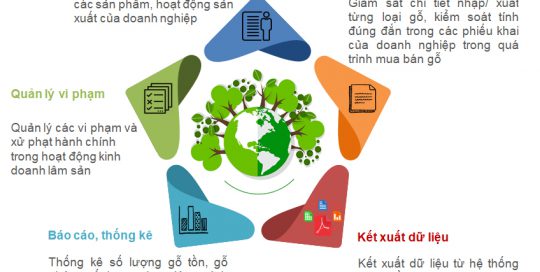 các sản phẩm, hoạt động sản
xuất của doanh nghiệp
Giám sát chi tiết nhập/ xuất
từng loại gỗ, kiểm soát tính
đúng đắn trong các phiếu khai
của doanh nghiệp trong quá
trình mua bán gỗ
Quản lý vi phạm
Quản lý các vi phạm và
xử phạt hành chính
trong hoạt động kinh
doanh lâm sản
Báo cáo, thống kê
Thống kê số lượng gỗ tồn, gỗ
Kết xuất dữ liệu
Kết xuất dữ liệu từ hệ thống